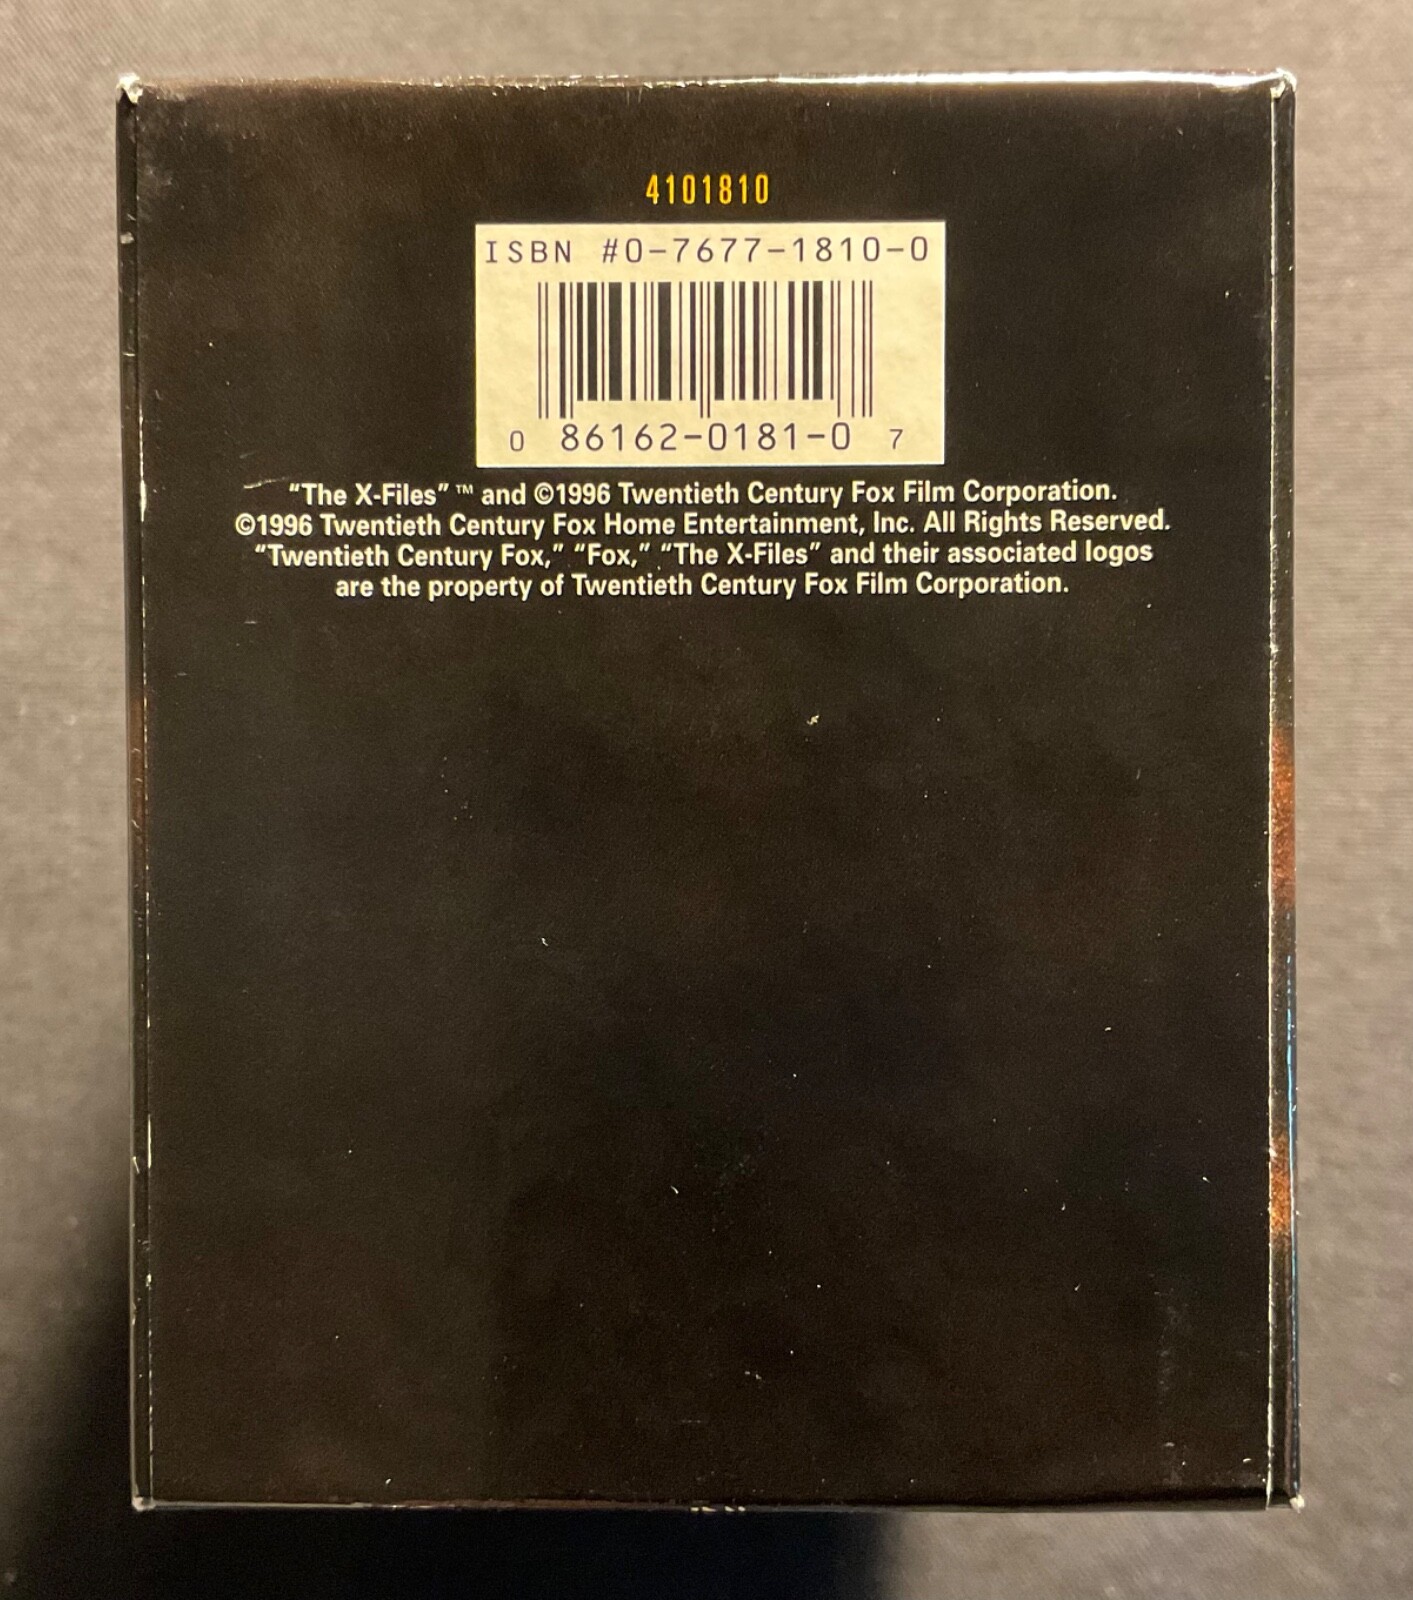 4101810
ISBN #0-7677-1810-0
0 86162-0181-0 7
“The X-Files” ™ and ©1996 Twentieth Century Fox Film Corporation.
©1996 Twentieth Century Fox Home Entertainment, Inc. All Rights Reserved.
“Twentieth Century Fox,” “Fox,” “The X-Files” and their associated logos
are the property of Twentieth Century Fox Film Corporation.